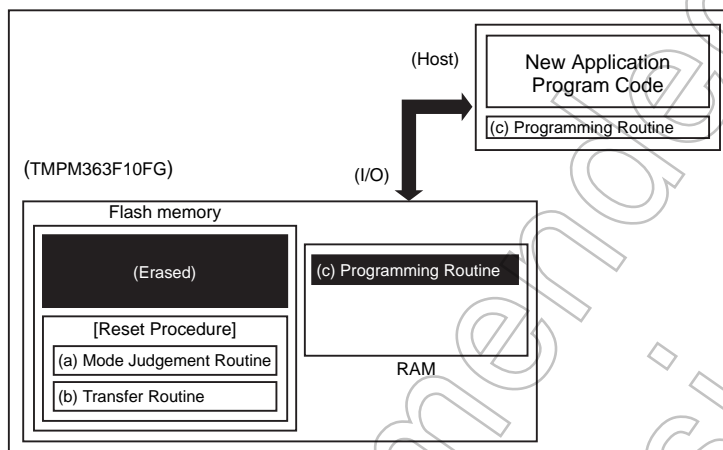 (Host)
New Application
Program Code
(c) Programming Routine
(TMPM363F10FG)
(I/O)
Flash memory
(Erased)
(c) Programming Routine
[Reset Procedure]
(a) Mode Judgement Routine
(b) Transfer Routine
RAM